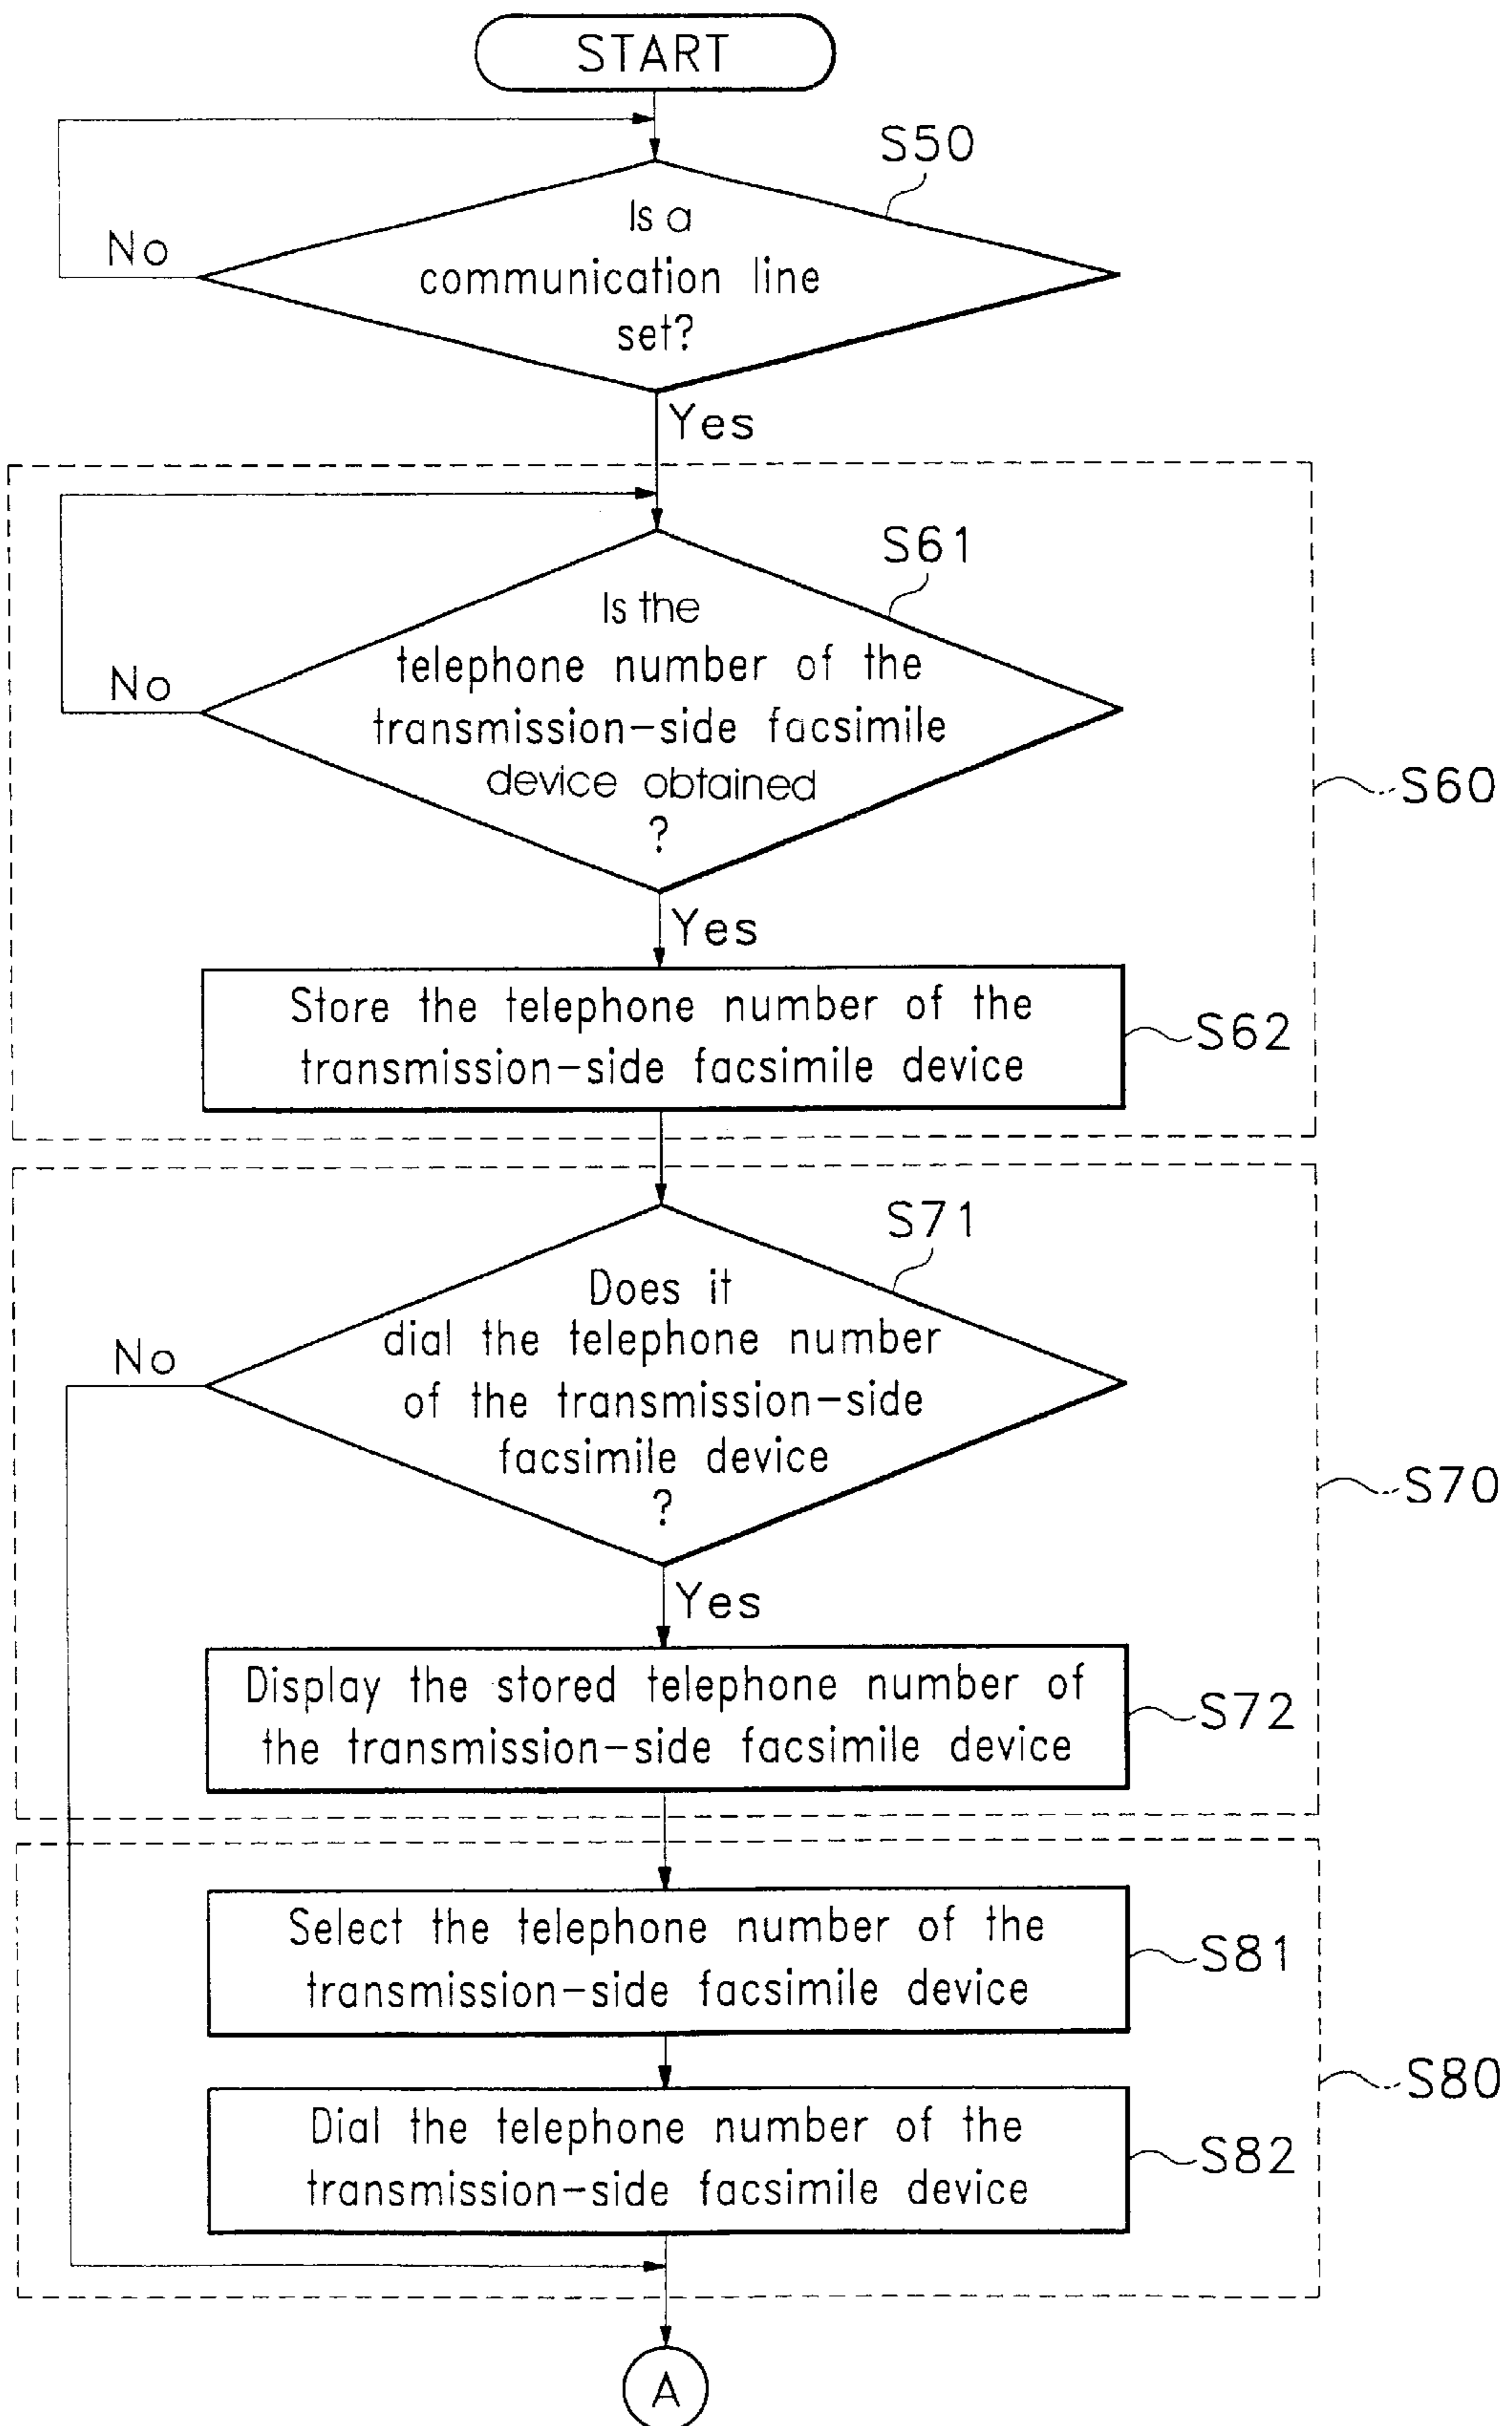 START
S50
No
Is a
communication line
set?
Yes
S61
No
Is the
telephone number of the
transmission-side facsimile
device obtained
?
S60
Yes
Store the telephone number of the
transmission-side facsimile device
S62
S71
No
Does it
dial the telephone number
of the transmission-side
facsimile device
?
S70
Yes
Display the stored telephone number of
the transmission-side facsimile device
S72
Select the telephone number of the
transmission-side facsimile device
S81
S80
Dial the telephone number of the
transmission-side facsimile device
S82
A